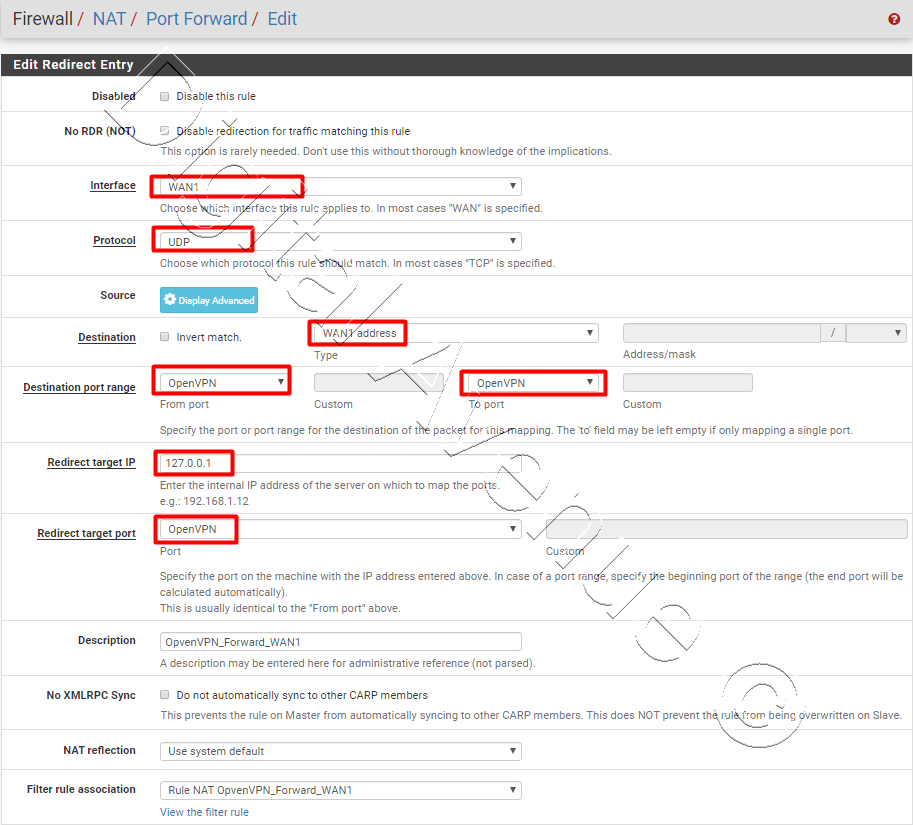 Firewall / NAT / Port Forward / Edit
Edit Redirect Entry
Disabled Disable this rule
No RDR (NOT) Disable redirection for traffic matching this rule
This option is rarely needed. Don't use this without thorough knowledge of the implications.
Interface WAN1
Choose which interface this rule applies to. In most cases "WAN" is specified.
Protocol UDP
Choose which protocol this rule should match. In most cases "TCP" is specified.
Source Display Advanced
Destination Invert match. WAN1 address /
Type Address/mask
Destination port range OpenVPN OpenVPN
From port Custom To port Custom
Specify the port or port range for the destination of the packet for this mapping. The 'to' field may be left empty if only mapping a single port.
Redirect target IP 127.0.0.1
Enter the internal IP address of the server on which to map the ports.
e.g.: 192.168.1.12
Redirect target port OpenVPN
Port Custom
Specify the port on the machine with the IP address entered above. In case of a port range, specify the beginning port of the range (the end port will be
calculated automatically).
This is usually identical to the "From port" above.
Description OpvenVPN_Forward_WAN1
A description may be entered here for administrative reference (not parsed).
No XMLRPC Sync Do not automatically sync to other CARP members
This prevents the rule on Master from automatically syncing to other CARP members. This does NOT prevent the rule from being overwritten on Slave.
NAT reflection Use system default
Filter rule association Rule NAT OpvenVPN_Forward_WAN1
View the filter rule